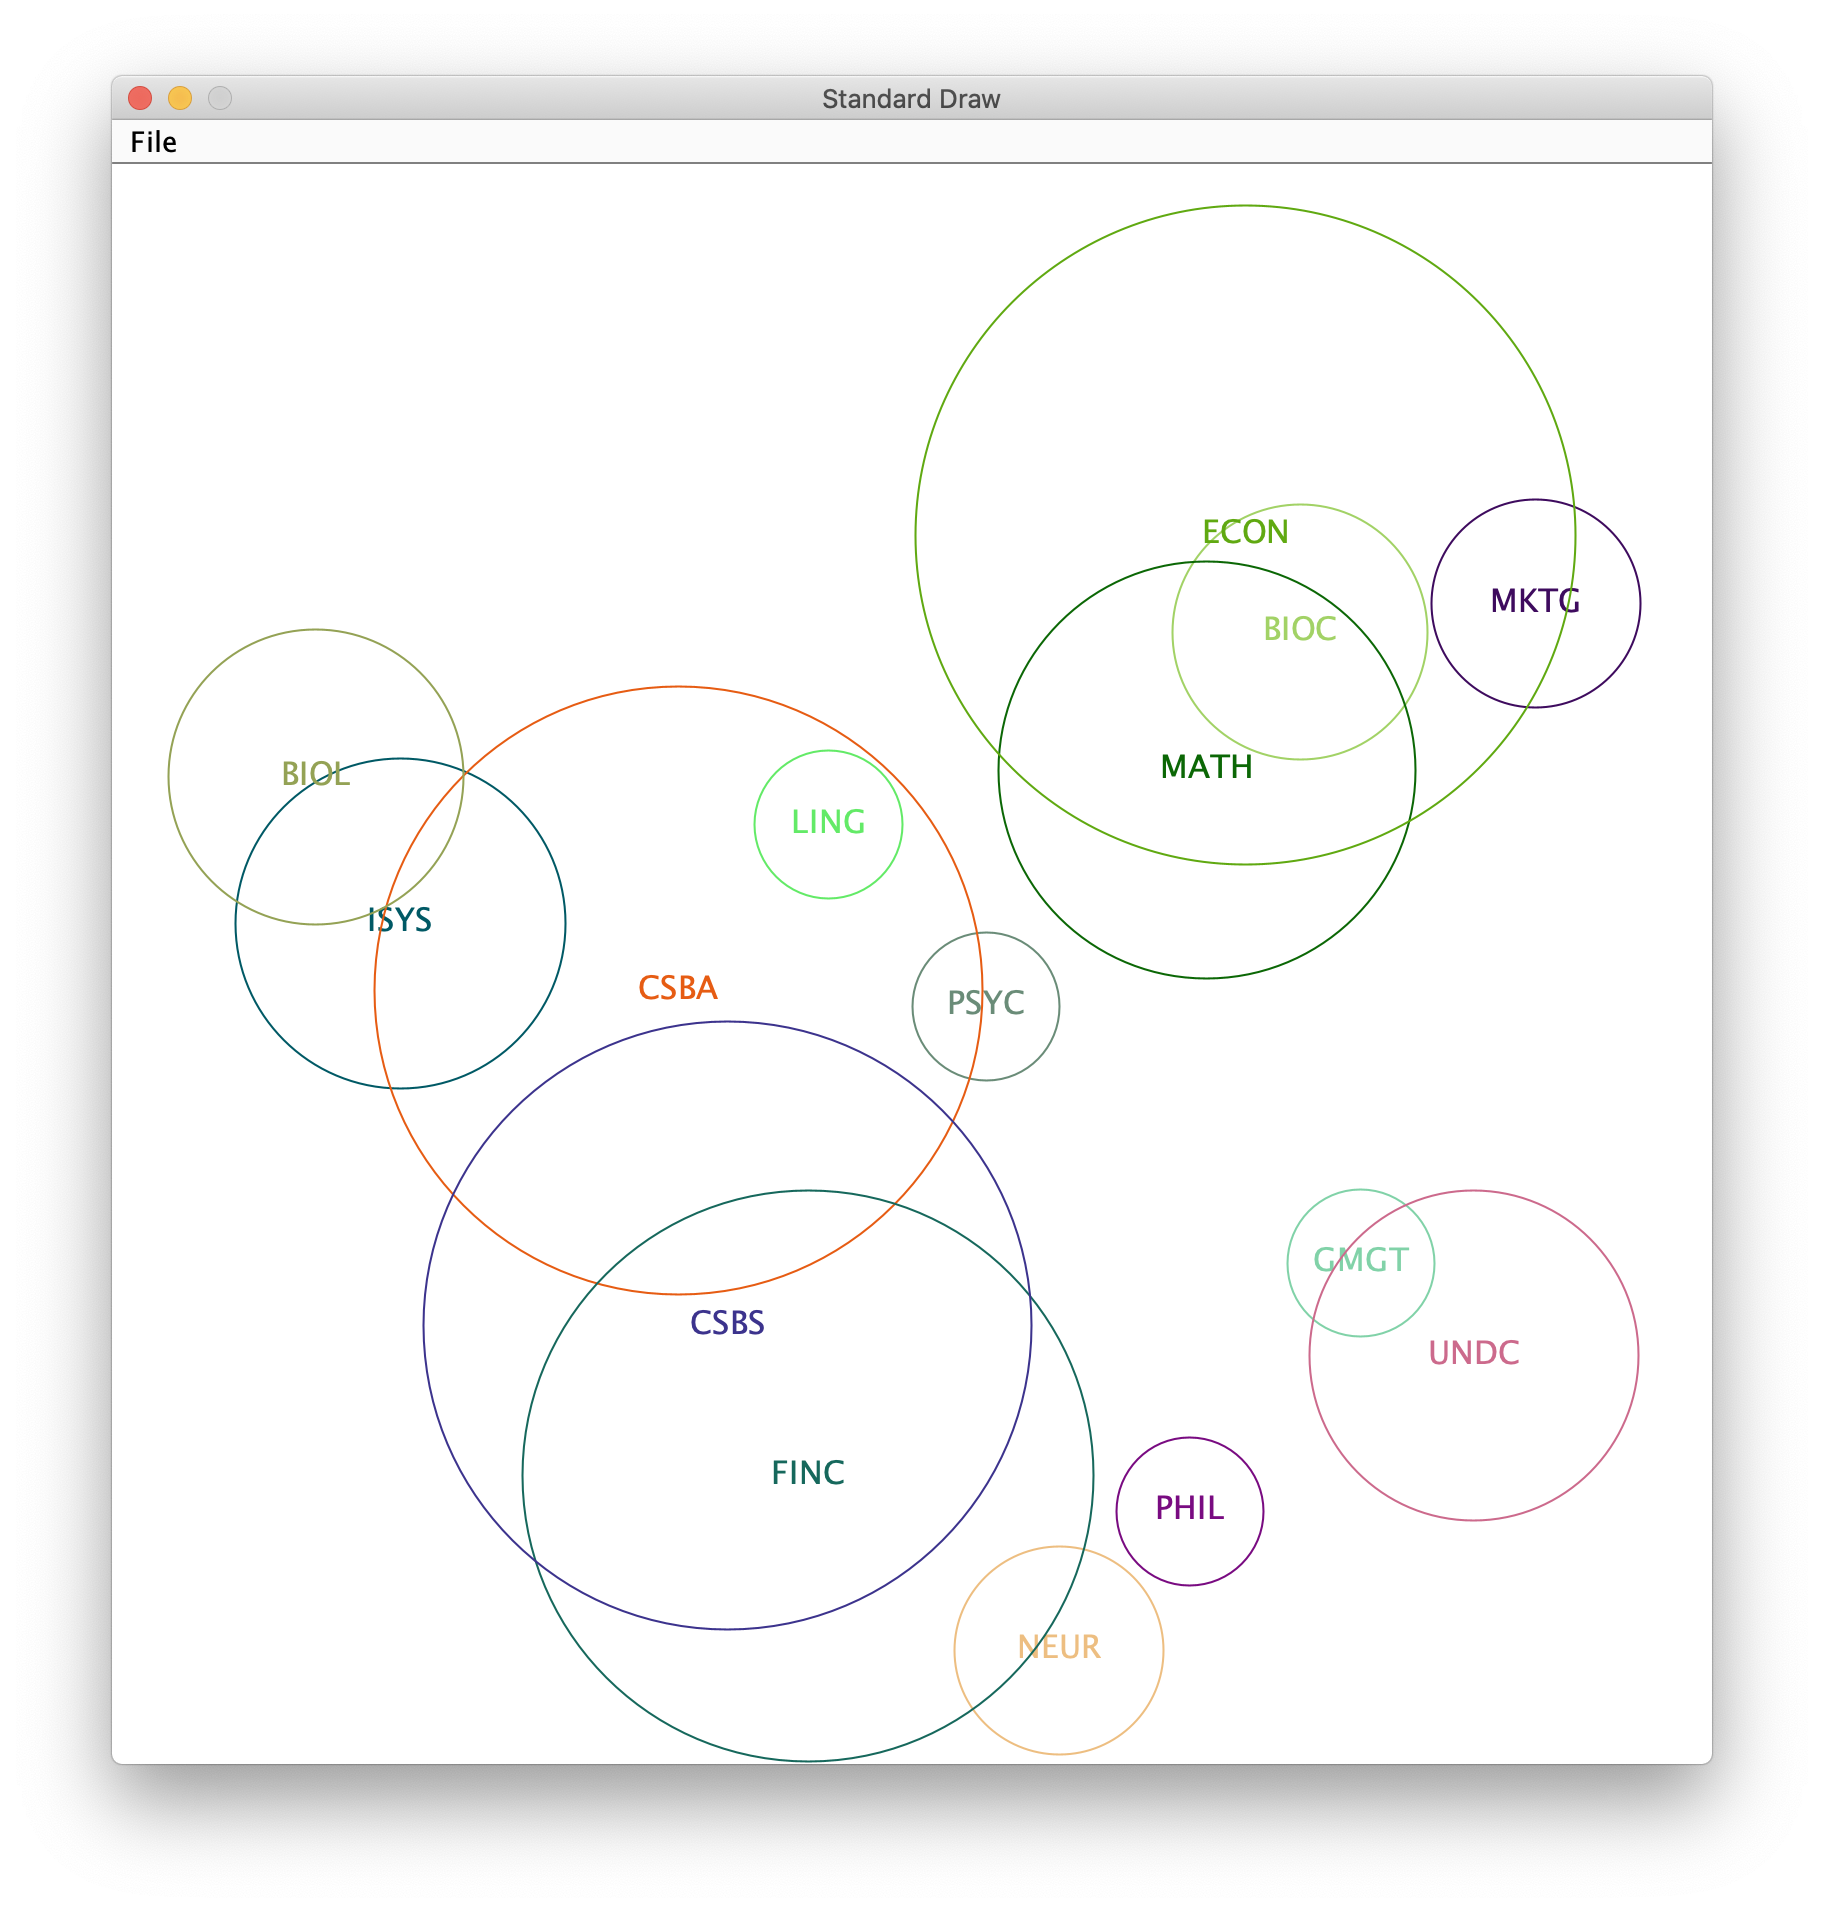 Standard Draw
File
ECON
MKTG
BIOC
MATH
BIOL
LING
ISYS
CSBA
PSYC
GMGT
CSBS
UNDC
FINC
PHIL
NEUR